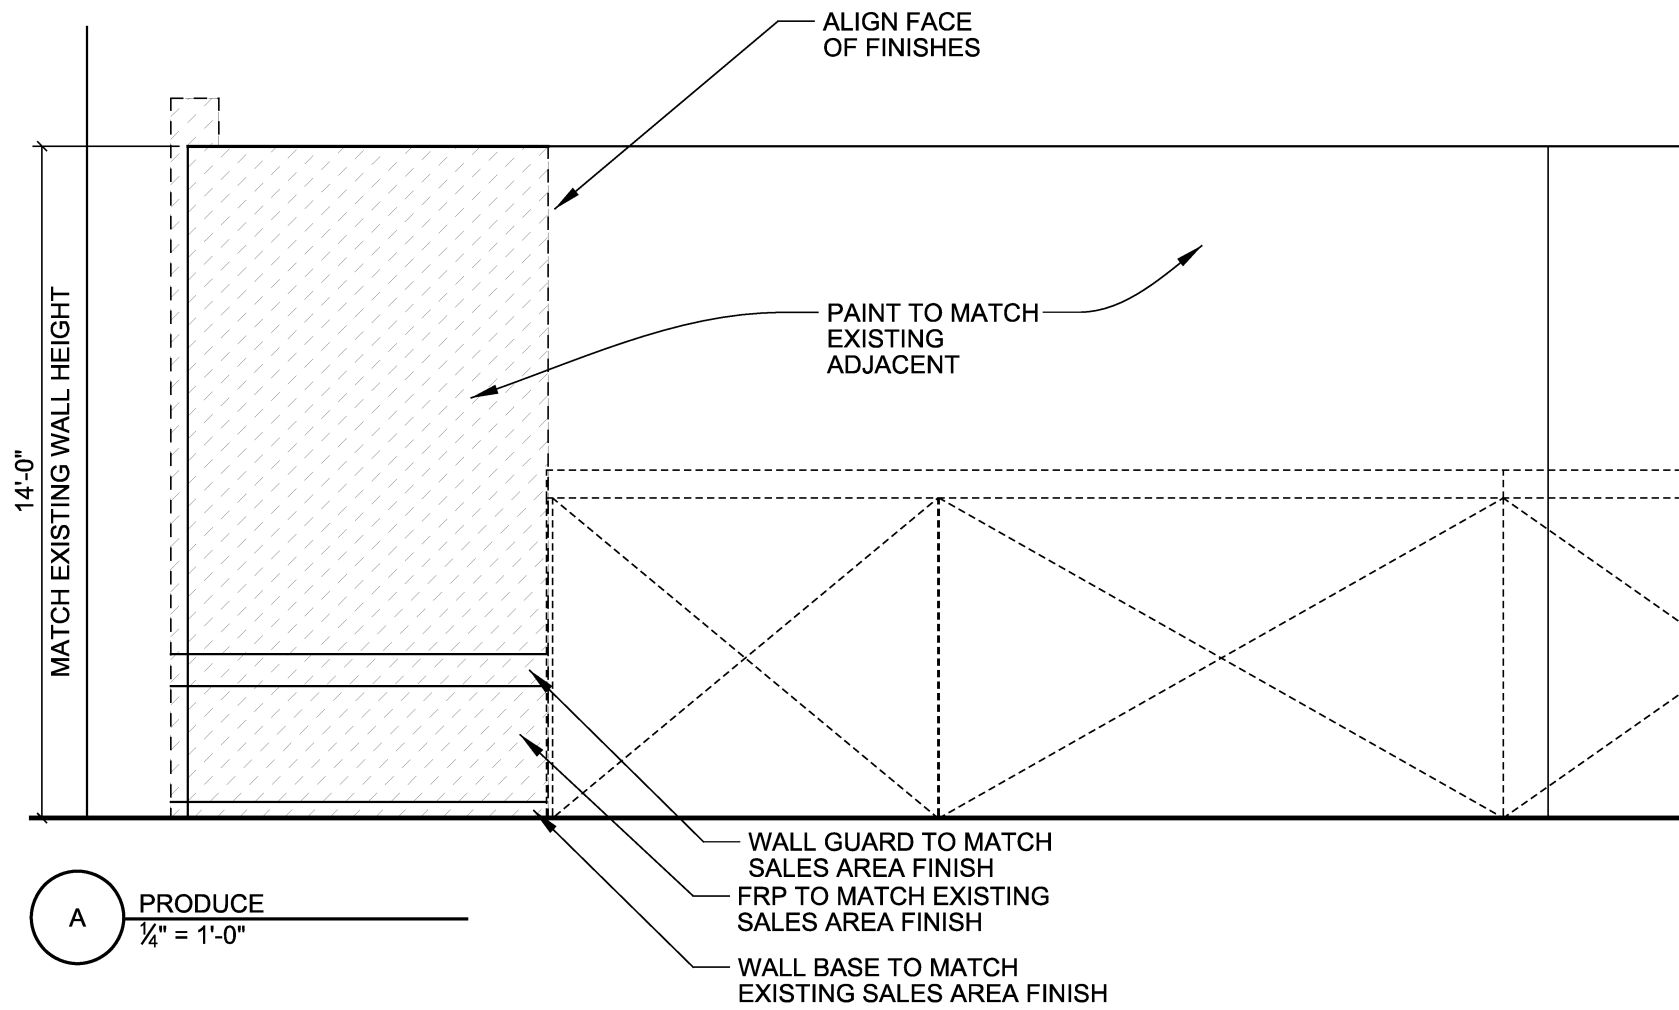 ALIGN FACE
OF FINISHES
PAINT TO MATCH
EXISTING
ADJACENT
14'-0"
MATCH EXISTING WALL HEIGHT
WALL GUARD TO MATCH
SALES AREA FINISH
FRP TO MATCH EXISTING
SALES AREA FINISH
WALL BASE TO MATCH
EXISTING SALES AREA FINISH
A
PRODUCE
1/4" = 1'-0"